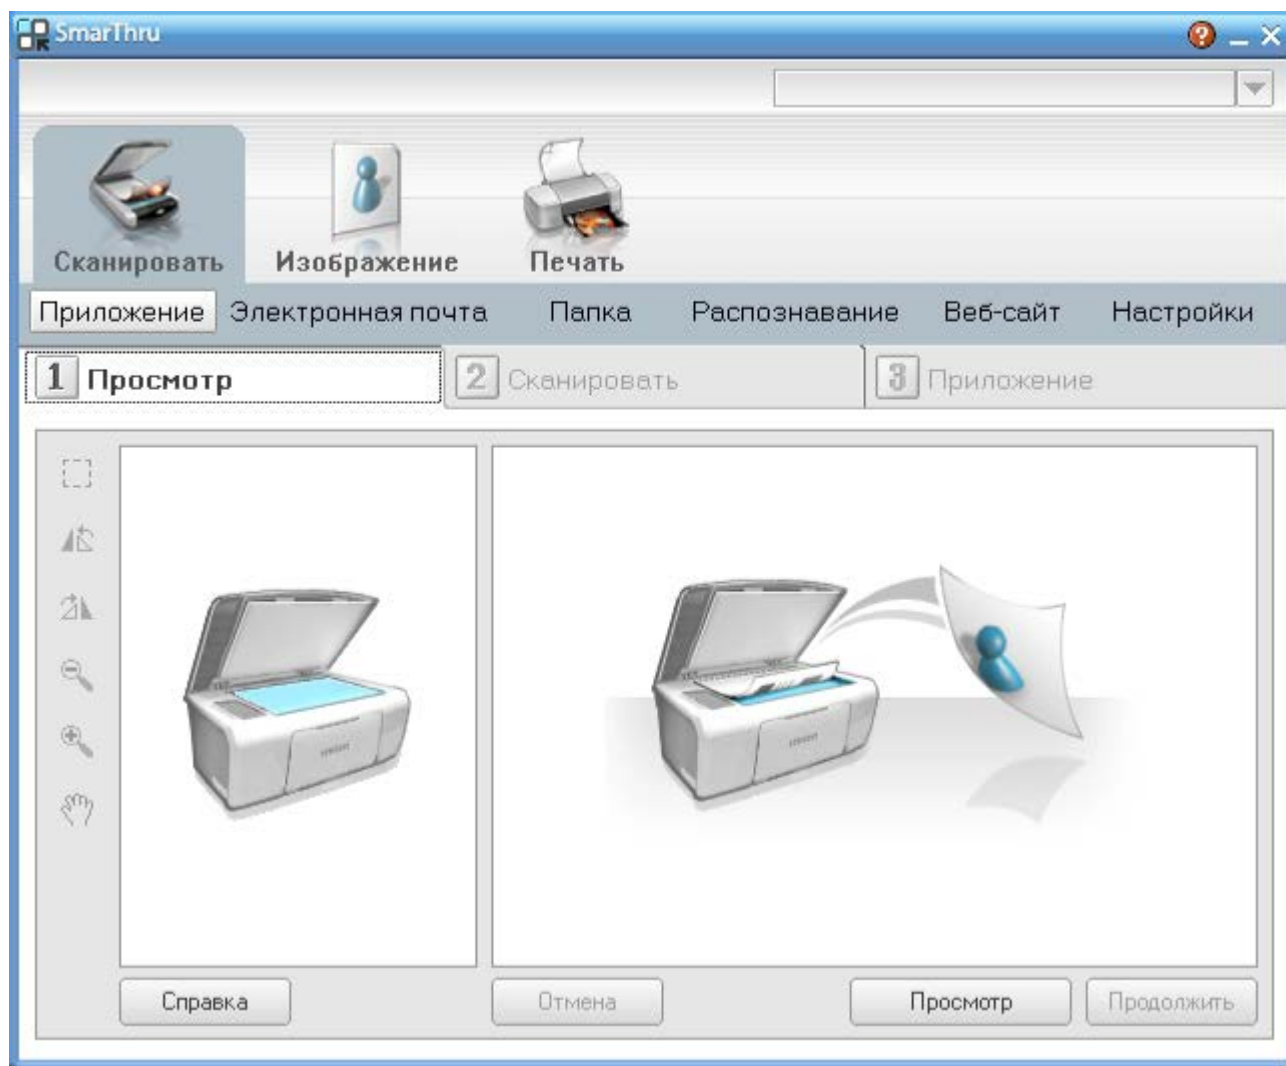 SmarThru
Сканировать Изображение Печать
Приложение Электронная почта Папка Распознавание Веб-сайт Настройки
1 Просмотр 2 Сканировать 3 Приложение
Справка Отмена Просмотр Продолжить